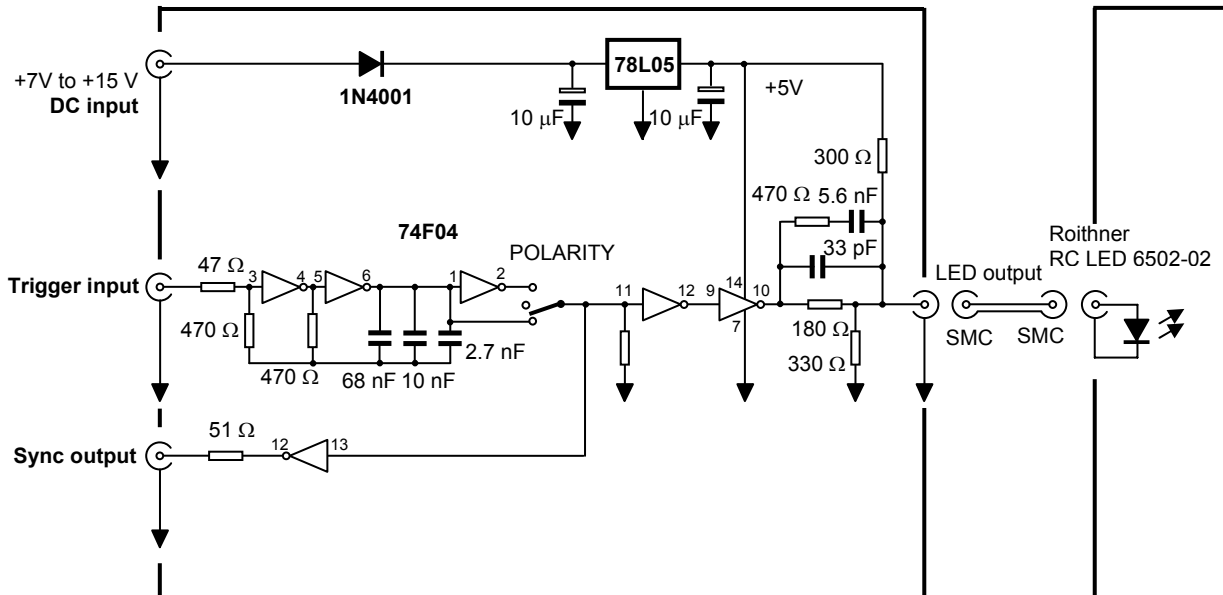 +7V to +15 V
DC input
1N4001
78L05
10 μF
10 μF
+5V
300 Ω
470 Ω
5.6 nF
33 pF
74F04
POLARITY
Trigger input
47 Ω
3
4
5
6
1
2
11
12
9
14
10
7
470 Ω
470 Ω
68 nF
10 nF
2.7 nF
180 Ω
330 Ω
LED output
SMC
SMC
Roithner
RC LED 6502-02
Sync output
51 Ω
12
13